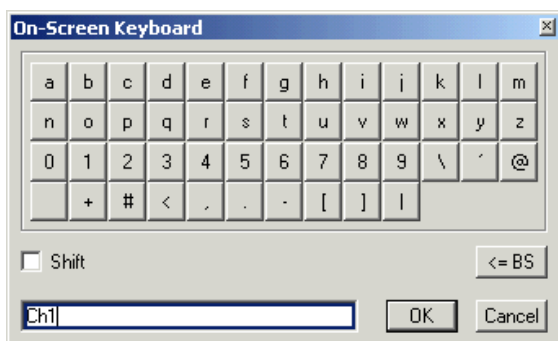 On-Screen Keyboard
a b c d e f g h i j k l m
n o p q r s t u v w x y z
0 1 2 3 4 5 6 7 8 9 \ ´ @
+ # < , . - [ ] |
Shift <= BS
Ch1 OK Cancel